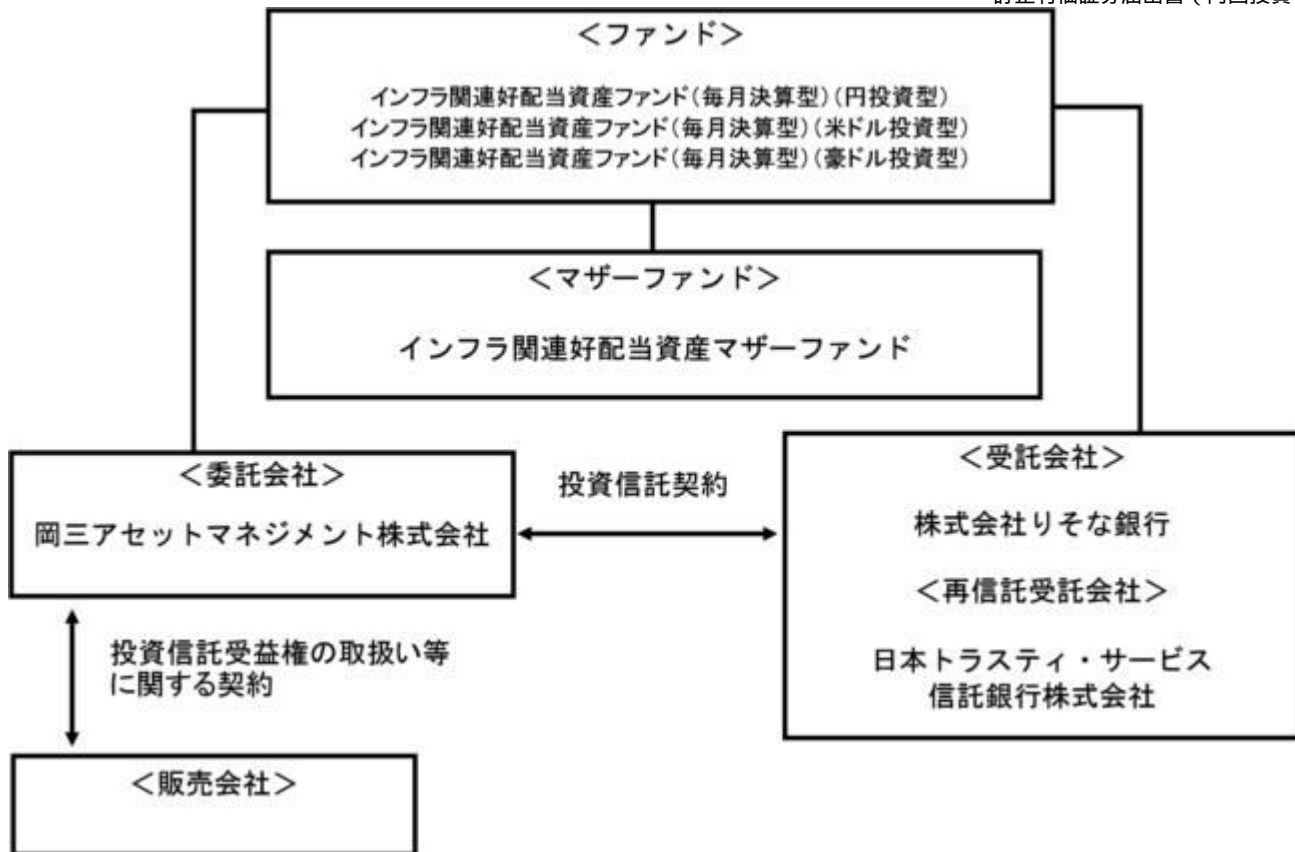 ＜ファンド＞
インフラ関連好配当資産ファンド（毎月決算型）（円投資型）
インフラ関連好配当資産ファンド（毎月決算型）（米ドル投資型）
インフラ関連好配当資産ファンド（毎月決算型）（豪ドル投資型）
＜マザーファンド＞
インフラ関連好配当資産マザーファンド
＜委託会社＞
岡三アセットマネジメント株式会社
投資信託契約
＜受託会社＞
株式会社りそな銀行
＜再信託受託会社＞
日本トラスティ・サービス
信託銀行株式会社
投資信託受益権の取扱い等
に関する契約
＜販売会社＞